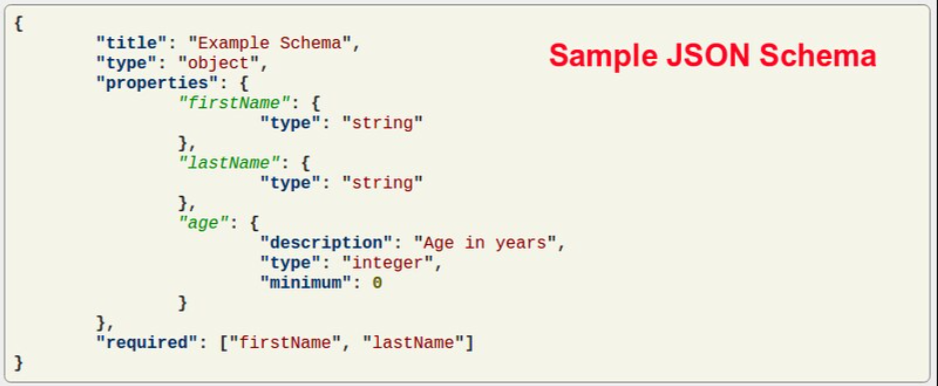 {
"title": "Example Schema",
"type": "object",
"properties": {
"firstName": {
"type": "string"
},
"lastName": {
"type": "string"
},
"age": {
"description": "Age in years",
"type": "integer",
"minimum": 0
}
},
"required": ["firstName", "lastName"]
}
Sample JSON Schema